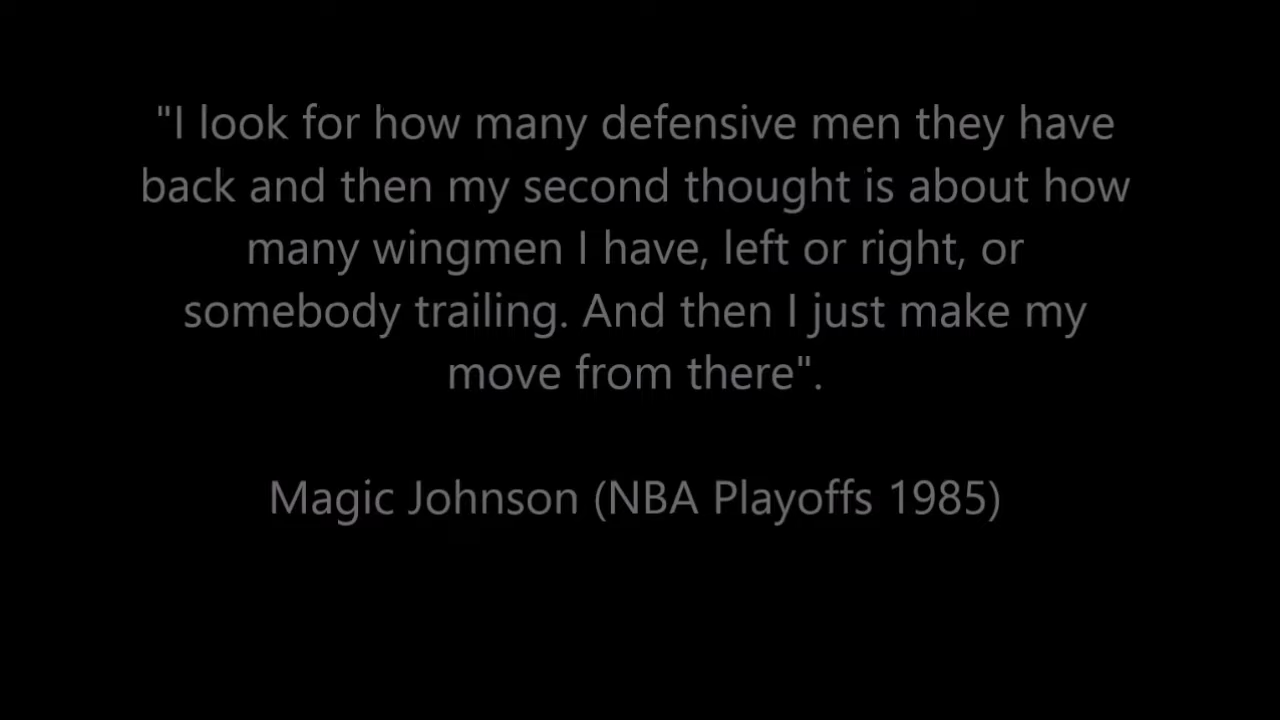 "I look for how many defensive men they have
back and then my second thought is about how
many wingmen I have, left or right, or
somebody trailing. And then I just make my
move from there".
Magic Johnson (NBA Playoffs 1985)